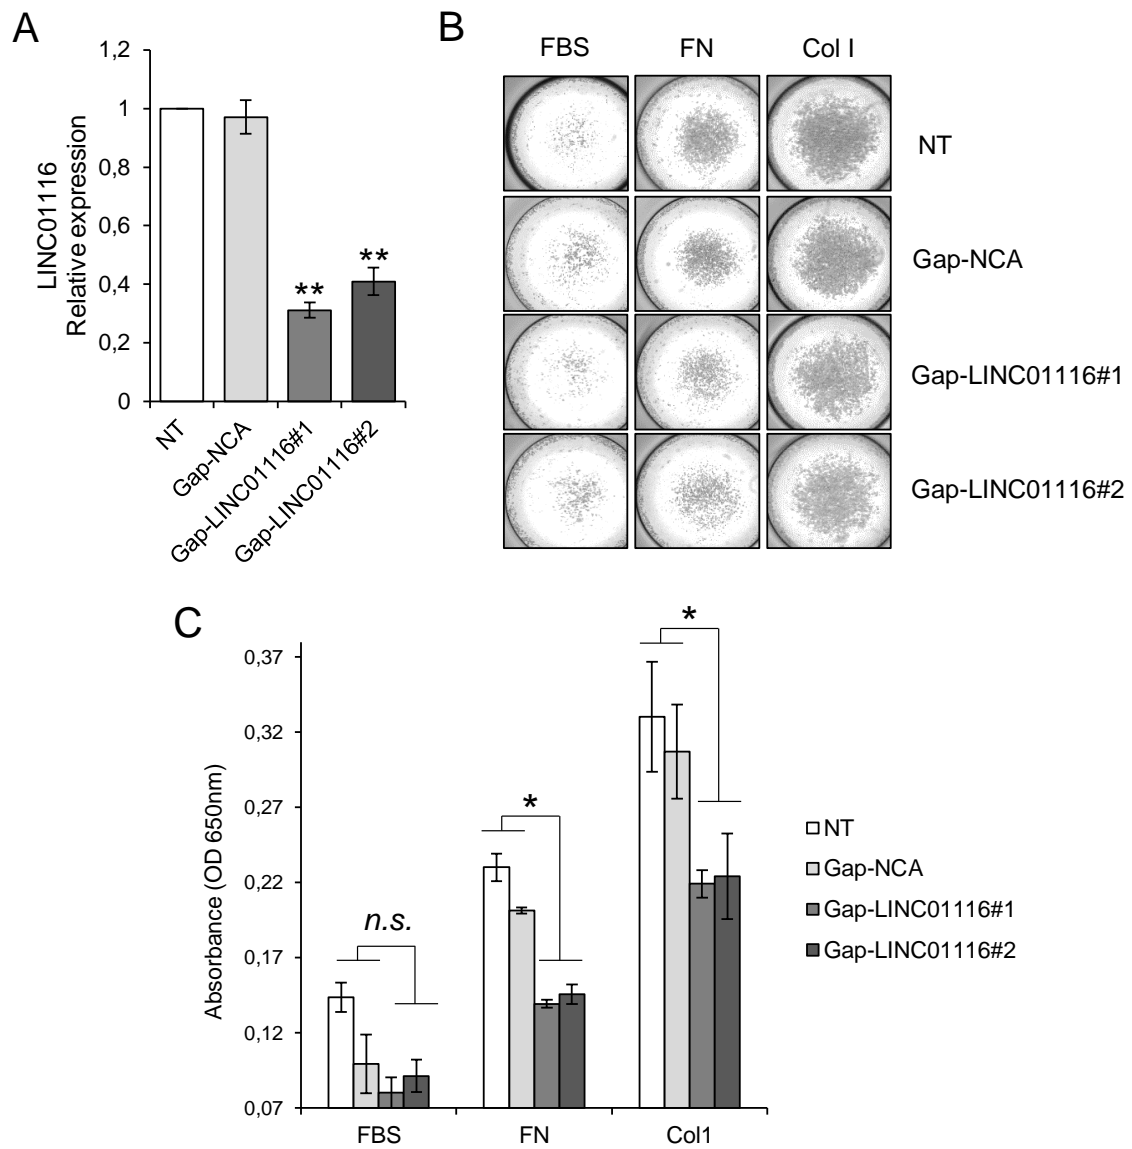 A
LINC01116
Relative expression
1,2
1
0,8
0,6
0,4
0,2
0
**
**
NT
Gap-NCA
Gap-LINC01116#1
Gap-LINC01116#2
B
FBS FN Col I
NT
Gap-NCA
Gap-LINC01116#1
Gap-LINC01116#2
C
Absorbance (OD 650nm)
0,37
0,32
0,27
0,22
0,17
0,12
0,07
n.s.
*
*
FBS FN Col1
NT
Gap-NCA
Gap-LINC01116#1
Gap-LINC01116#2